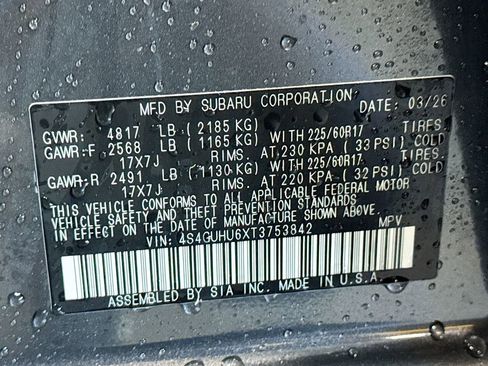 MFD BY SUBARU CORPORATION DATE: 03/26
GVWR: 4817 LB (2185 KG)
GAWR:F 2568 LB (1165 KG) WITH 225/60R17 TIRES.
17X7J RIMS. AT 230 KPA ( 33 PSI) COLD
GAWR:R 2491 LB (1130 KG) WITH 225/60R17 TIRES.
17X7J RIMS. AT 220 KPA ( 32 PSI) COLD
THIS VEHICLE CONFORMS TO ALL APPLICABLE FEDERAL MOTOR
VEHICLE SAFETY AND THEFT PREVENTION STANDARDS IN EFFECT ON THE
DATE OF MANUFACTURE SHOWN ABOVE.
VIN: 4S4GUHU6XT3753842 MPV
ASSEMBLED BY SIA INC. MADE IN U.S.A.